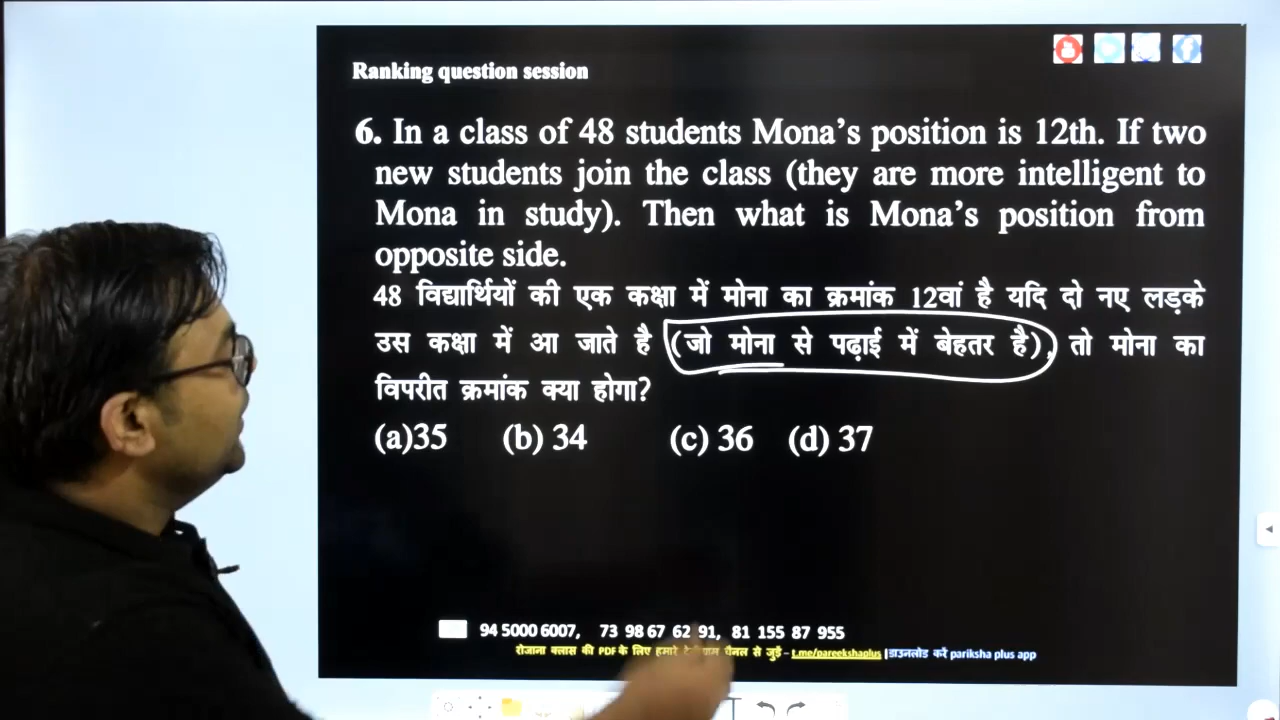 Ranking question session
6. In a class of 48 students Mona’s position is 12th. If two
new students join the class (they are more intelligent to
Mona in study). Then what is Mona’s position from
opposite side.
48 विद्यार्थियों की एक कक्षा में मोना का क्रमांक 12वां है यदि दो नए लड़के
उस कक्षा में आ जाते है (जो मोना से पढ़ाई में बेहतर है), तो मोना का
विपरीत क्रमांक क्या होगा?
(a)35 (b) 34 (c) 36 (d) 37
94 5000 6007, 73 98 67 62 91, 81 155 87 955
रोजाना क्लास की PDF के लिए हमारे चैनल से जुड़ें – t.me/pareekshaplus |डाउनलोड करें pariksha plus app